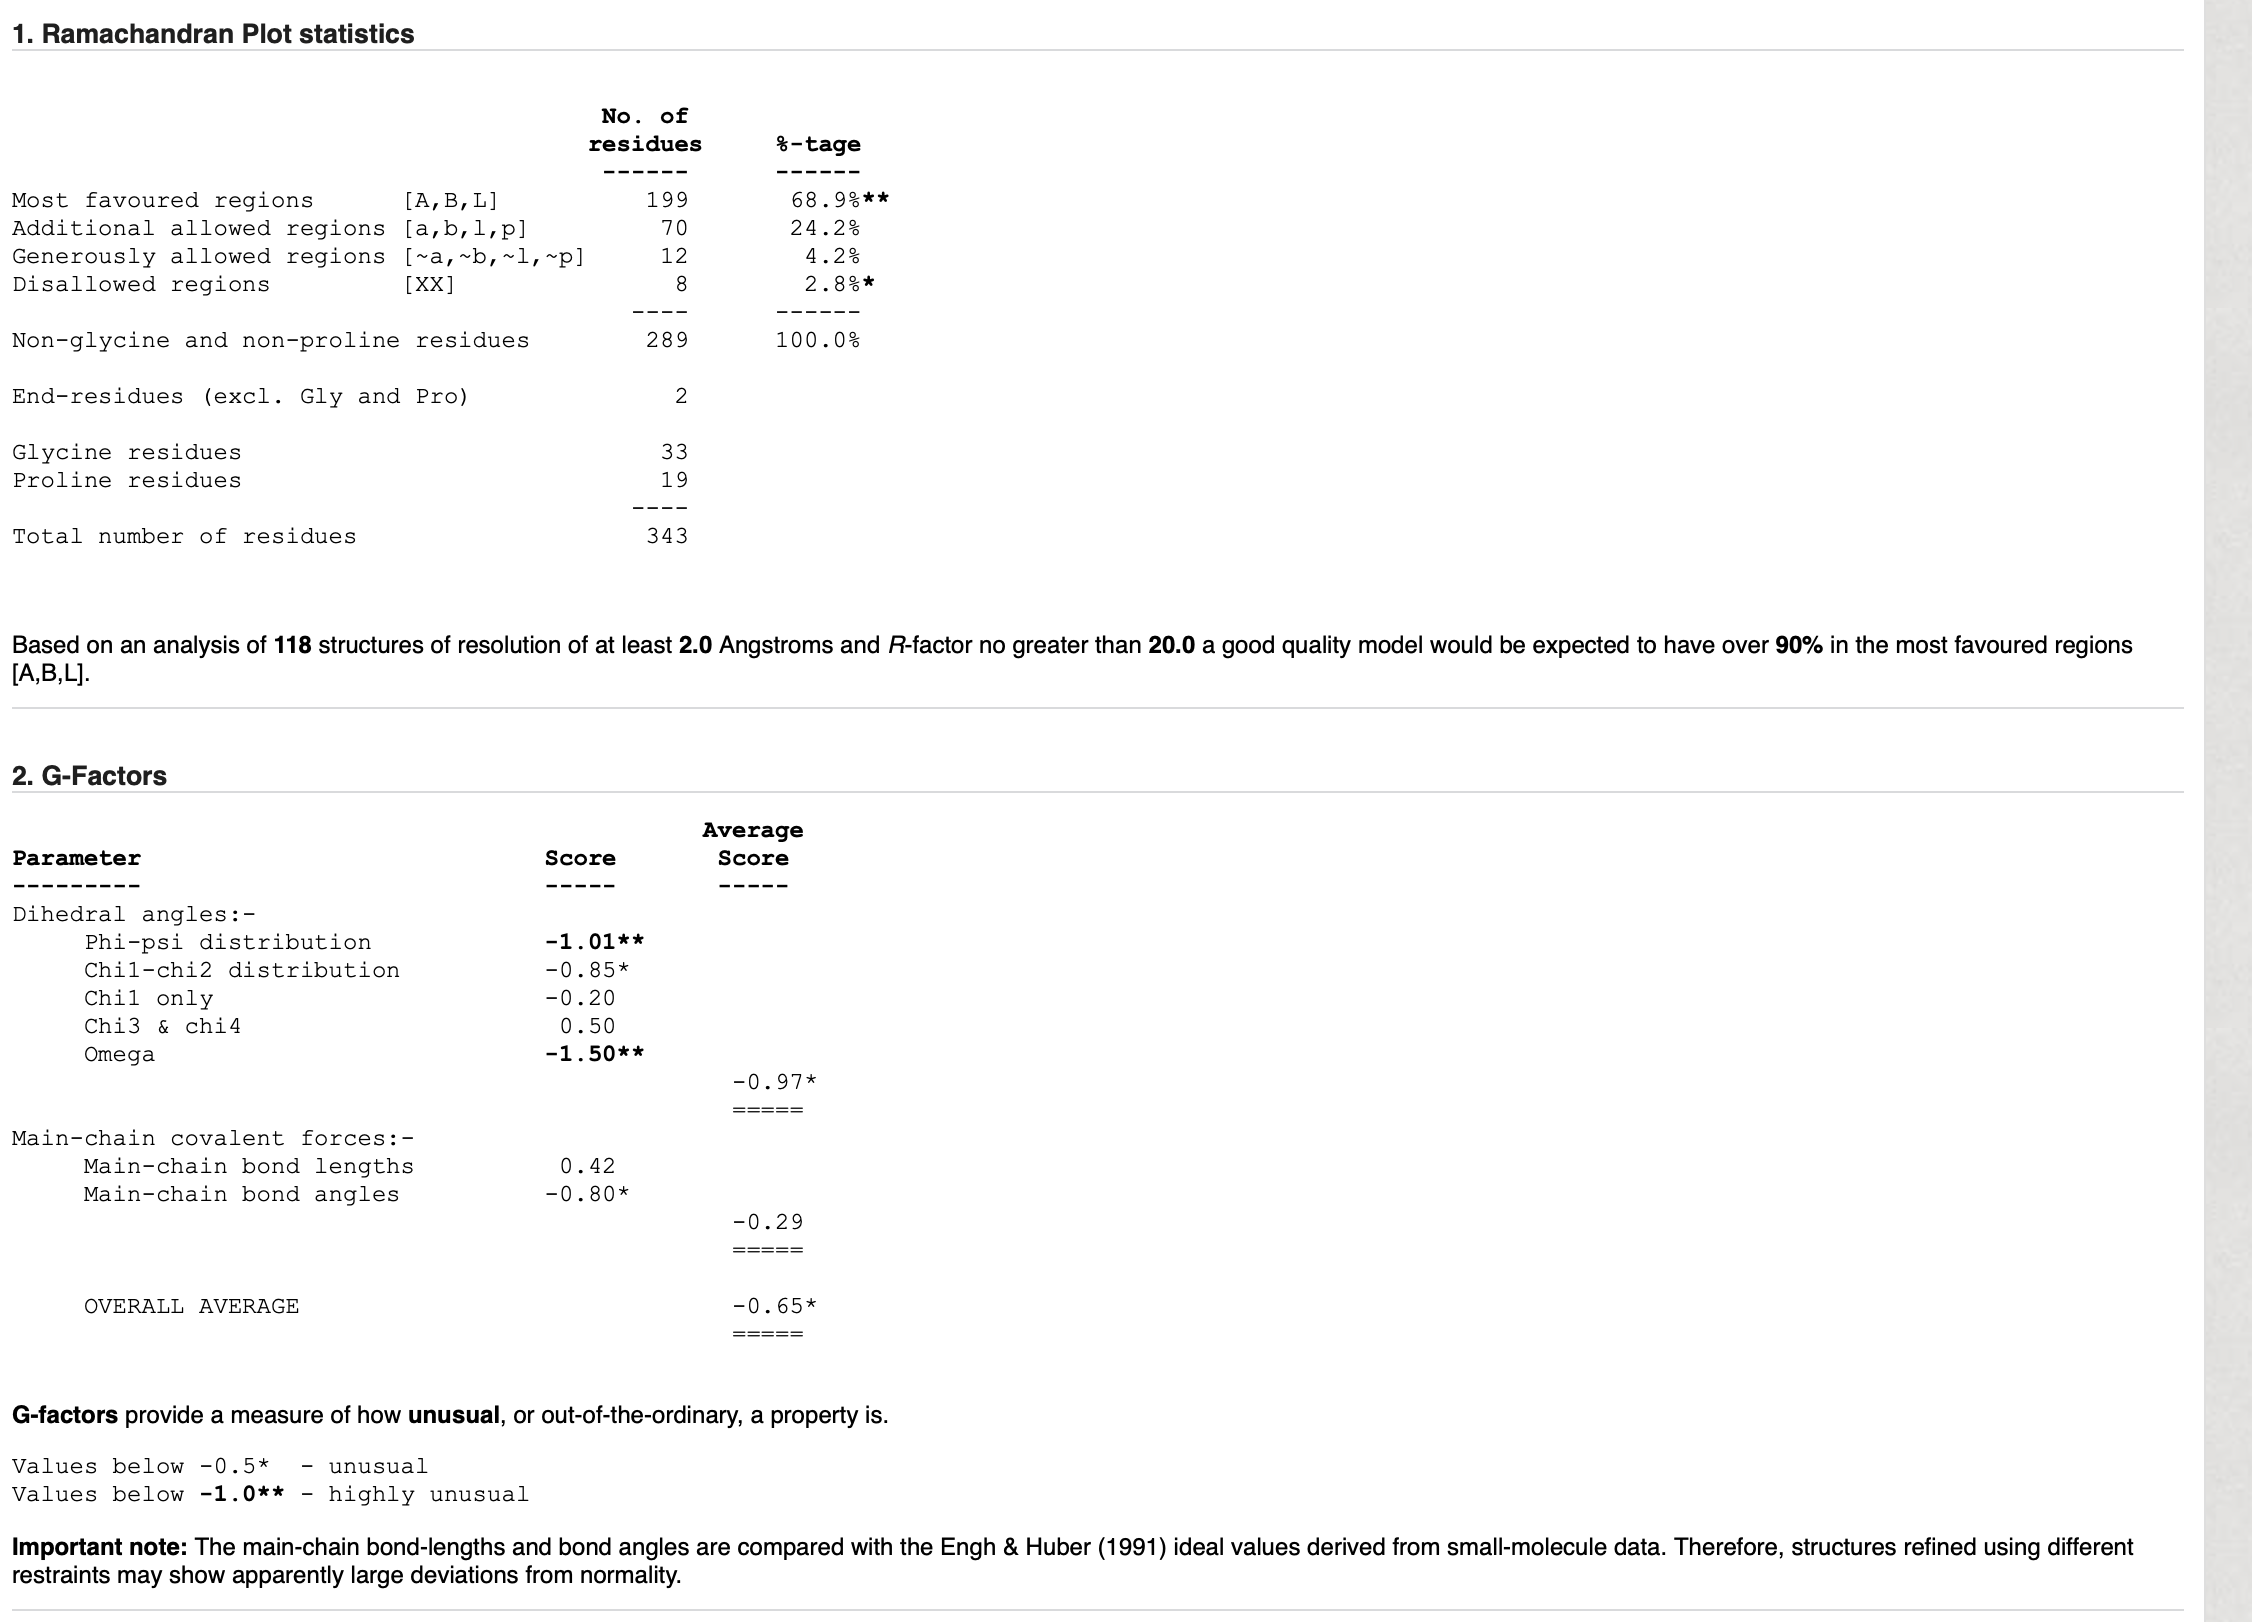 1. Ramachandran Plot statistics
No. of
residues %-tage
------ ------
Most favoured regions [A,B,L] 199 68.9%**
Additional allowed regions [a,b,l,p] 70 24.2%
Generously allowed regions [~a,~b,~l,~p] 12 4.2%
Disallowed regions [XX] 8 2.8%*
---- ------
Non-glycine and non-proline residues 289 100.0%
End-residues (excl. Gly and Pro) 2
Glycine residues 33
Proline residues 19
----
Total number of residues 343
Based on an analysis of 118 structures of resolution of at least 2.0 Angstroms and R-factor no greater than 20.0 a good quality model would be expected to have over 90% in the most favoured regions
[A,B,L].
2. G-Factors
Average
Parameter Score Score
--------- ----- -----
Dihedral angles:-
Phi-psi distribution -1.01**
Chi1-chi2 distribution -0.85*
Chi1 only -0.20
Chi3 & chi4 0.50
Omega -1.50**
-0.97*
=====
Main-chain covalent forces:-
Main-chain bond lengths 0.42
Main-chain bond angles -0.80*
-0.29
=====
OVERALL AVERAGE -0.65*
=====
G-factors provide a measure of how unusual, or out-of-the-ordinary, a property is.
Values below -0.5* - unusual
Values below -1.0** - highly unusual
Important note: The main-chain bond-lengths and bond angles are compared with the Engh & Huber (1991) ideal values derived from small-molecule data. Therefore, structures refined using different
restraints may show apparently large deviations from normality.